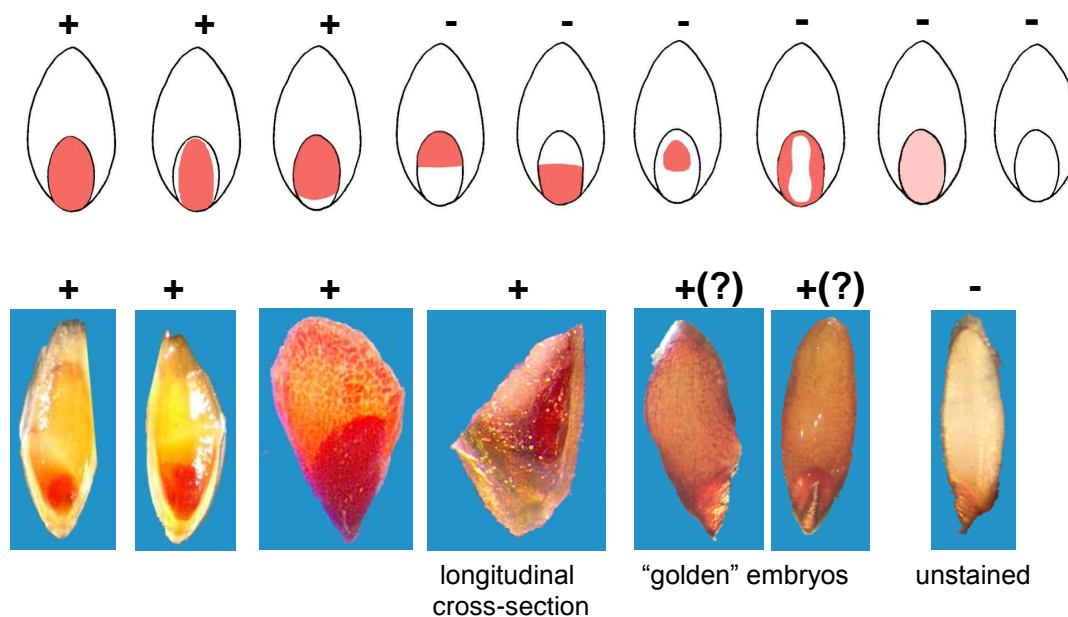 + + + - - - - - -
+ + + + +(?) +(?) -
longitudinal "golden" embryos unstained
cross-section